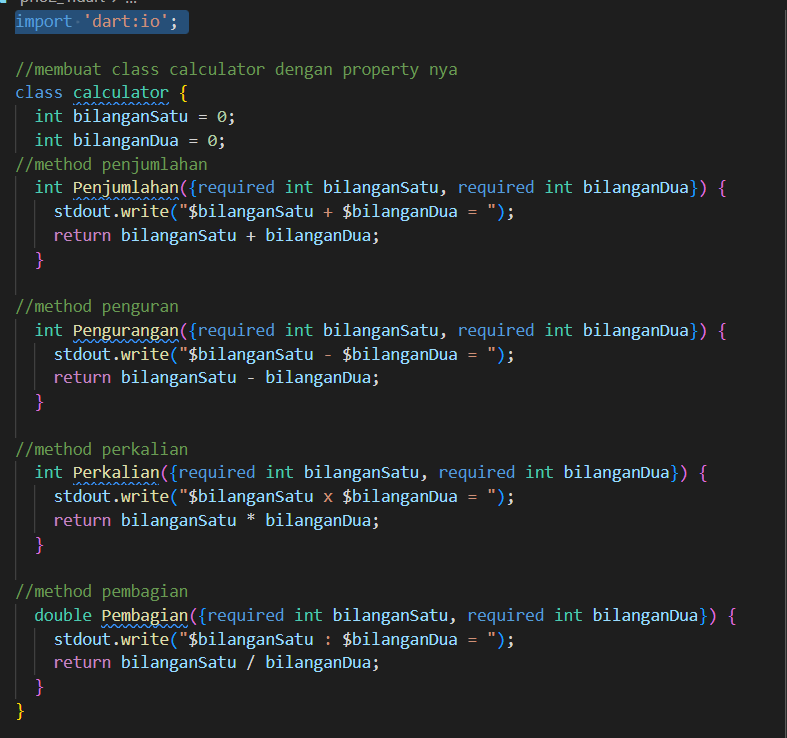 import 'dart:io';
//membuat class calculator dengan property nya
class calculator {
int bilanganSatu = 0;
int bilanganDua = 0;
//method penjumlahan
int Penjumlahan({required int bilanganSatu, required int bilanganDua}) {
stdout.write("$bilanganSatu + $bilanganDua = ");
return bilanganSatu + bilanganDua;
}
//method penguran
int Pengurangan({required int bilanganSatu, required int bilanganDua}) {
stdout.write("$bilanganSatu - $bilanganDua = ");
return bilanganSatu - bilanganDua;
}
//method perkalian
int Perkalian({required int bilanganSatu, required int bilanganDua}) {
stdout.write("$bilanganSatu x $bilanganDua = ");
return bilanganSatu * bilanganDua;
}
//method pembagian
double Pembagian({required int bilanganSatu, required int bilanganDua}) {
stdout.write("$bilanganSatu : $bilanganDua = ");
return bilanganSatu / bilanganDua;
}
}